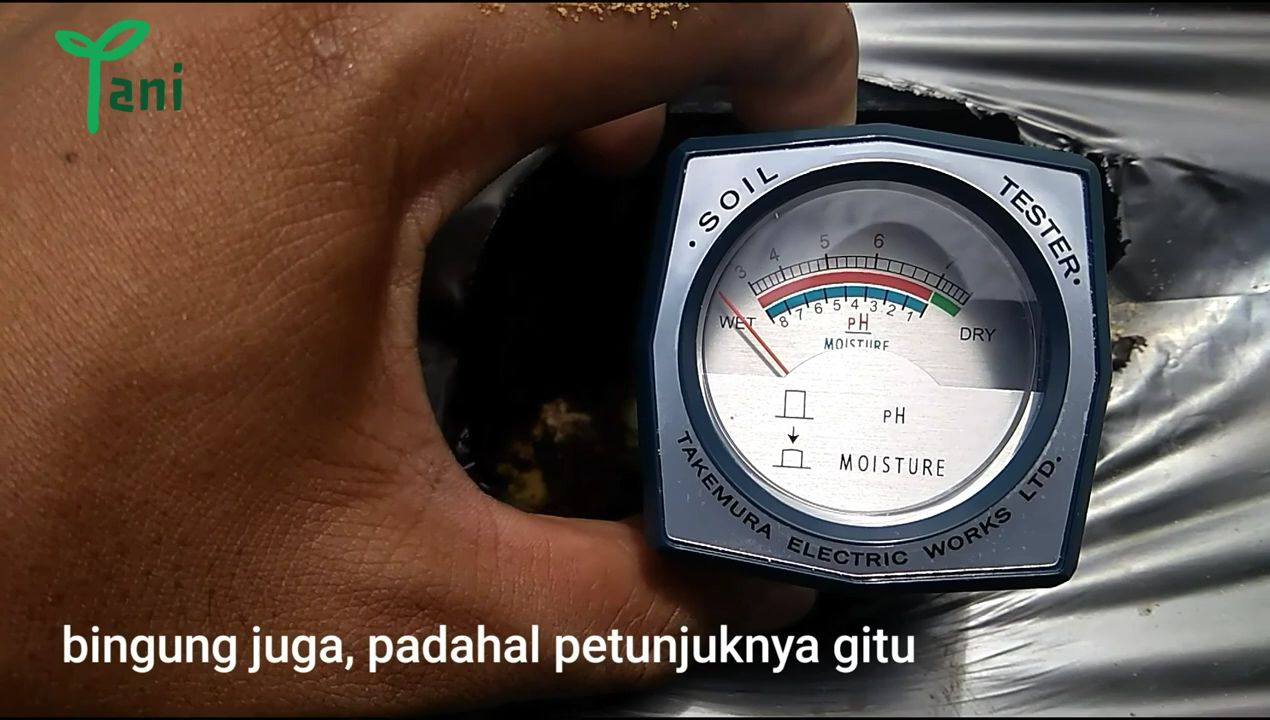 Tani
SOIL TESTER
3 4 5 6
WET
8 7 6 5 4 3 2 1
DRY
pH
MOISTURE
pH
MOISTURE
TAKEMURA ELECTRIC WORKS LTD.
bingung juga, padahal petunjuknya gitu